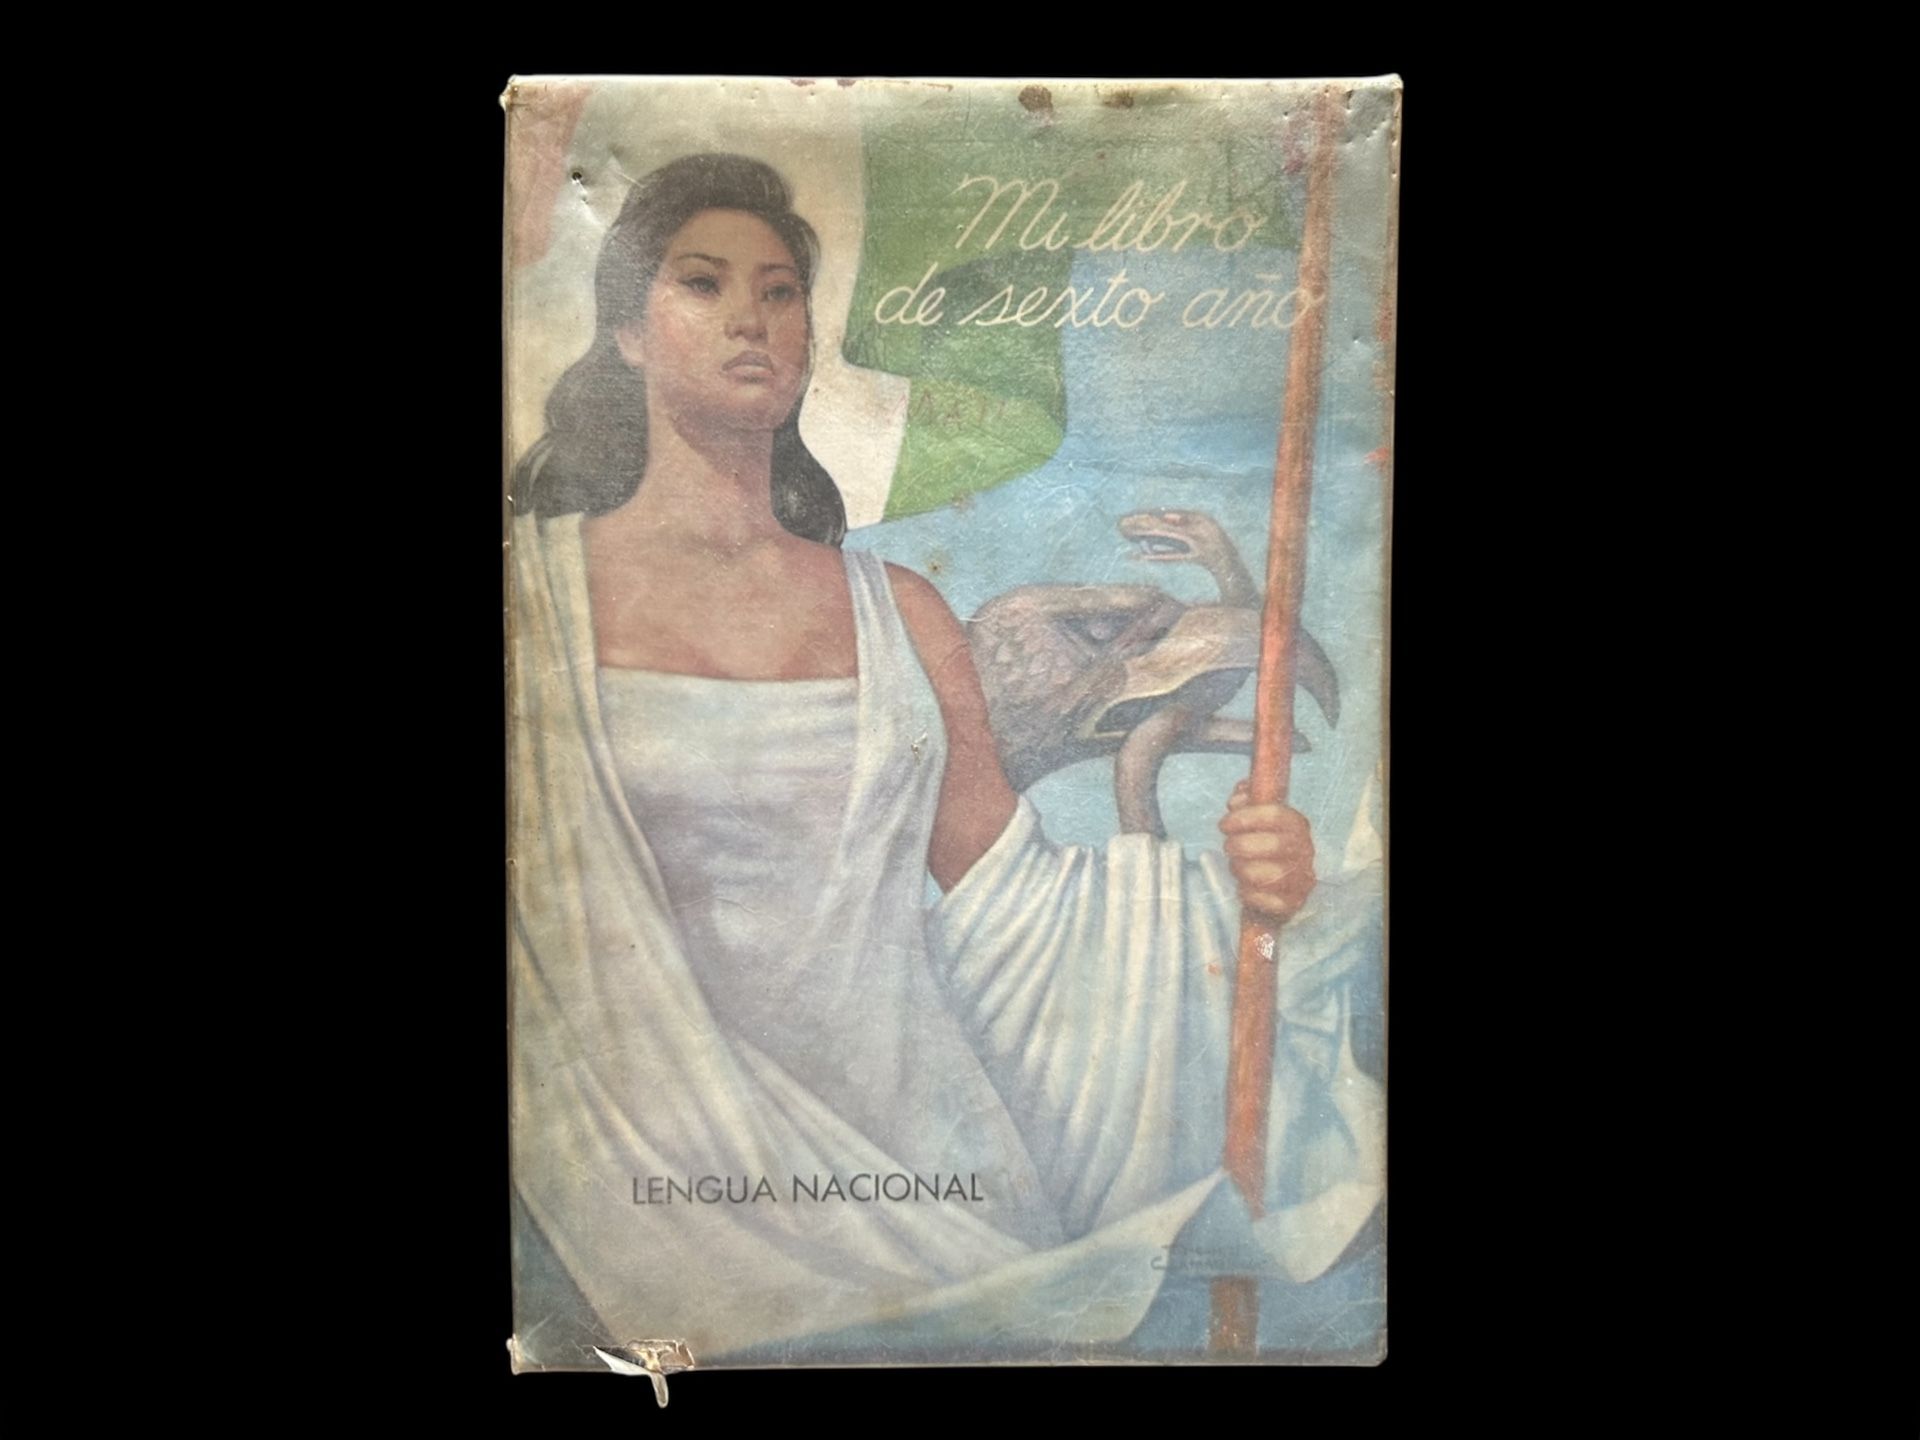 Mi libro
de sexto año
LENGUA NACIONAL